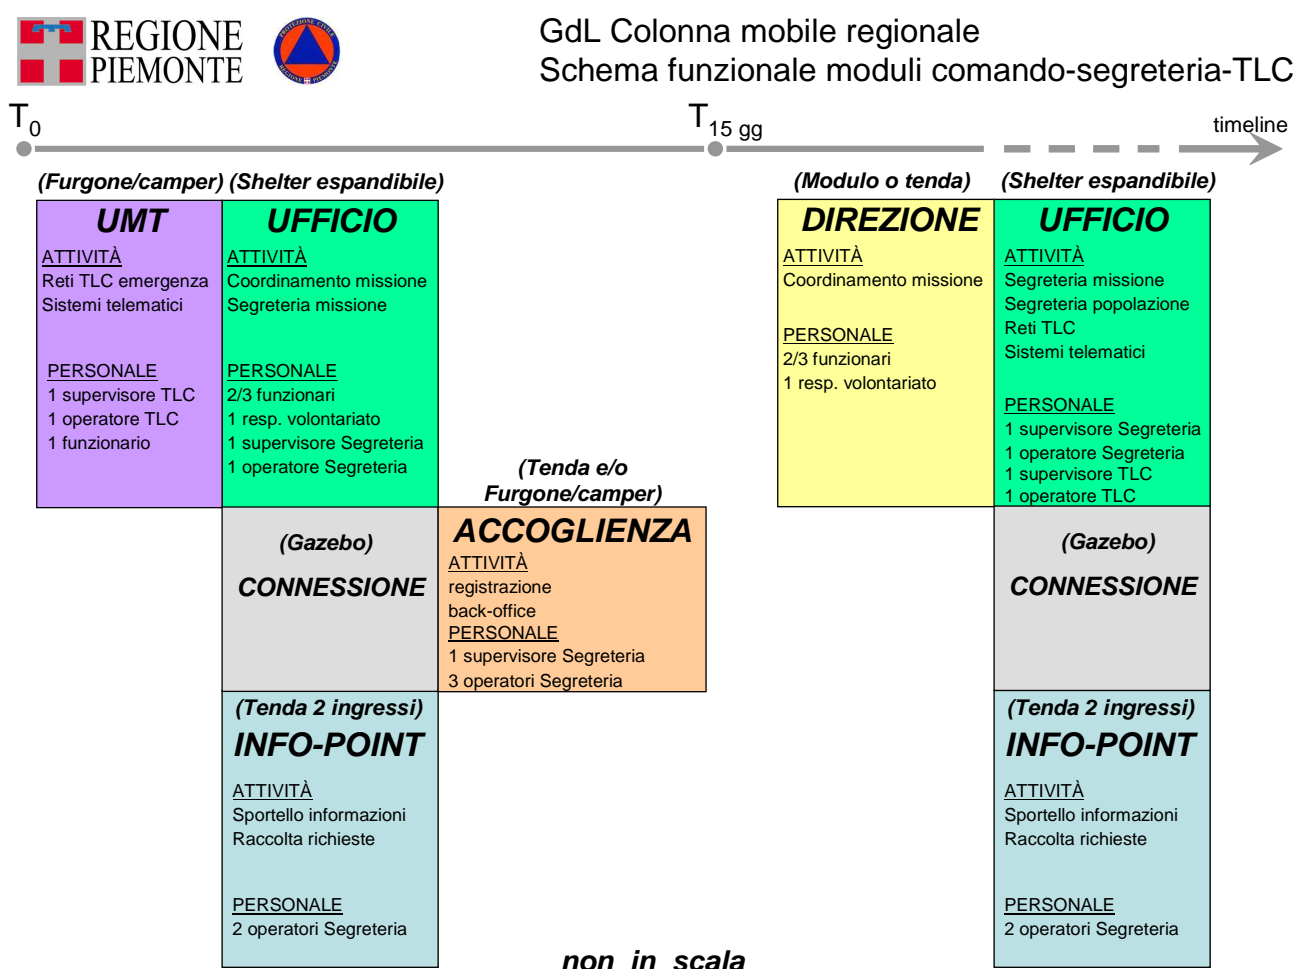 REGIONE
PIEMONTE
PROTEZIONE CIVILE
REGIONE PIEMONTE
GdL Colonna mobile regionale
Schema funzionale moduli comando-segreteria-TLC
T0
T15 gg
timeline
(Furgone/camper)
UMT
ATTIVITÀ
Reti TLC emergenza
Sistemi telematici
PERSONALE
1 supervisore TLC
1 operatore TLC
1 funzionario
(Shelter espandibile)
UFFICIO
ATTIVITÀ
Coordinamento missione
Segreteria missione
PERSONALE
2/3 funzionari
1 resp. volontariato
1 supervisore Segreteria
1 operatore Segreteria
(Gazebo)
CONNESSIONE
(Tenda 2 ingressi)
INFO-POINT
ATTIVITÀ
Sportello informazioni
Raccolta richieste
PERSONALE
2 operatori Segreteria
(Tenda e/o
Furgone/camper)
ACCOGLIENZA
ATTIVITÀ
registrazione
back-office
PERSONALE
1 supervisore Segreteria
3 operatori Segreteria
(Modulo o tenda)
DIREZIONE
ATTIVITÀ
Coordinamento missione
PERSONALE
2/3 funzionari
1 resp. volontariato
(Shelter espandibile)
UFFICIO
ATTIVITÀ
Segreteria missione
Segreteria popolazione
Reti TLC
Sistemi telematici
PERSONALE
1 supervisore Segreteria
1 operatore Segreteria
1 supervisore TLC
1 operatore TLC
(Gazebo)
CONNESSIONE
(Tenda 2 ingressi)
INFO-POINT
ATTIVITÀ
Sportello informazioni
Raccolta richieste
PERSONALE
2 operatori Segreteria
non in scala